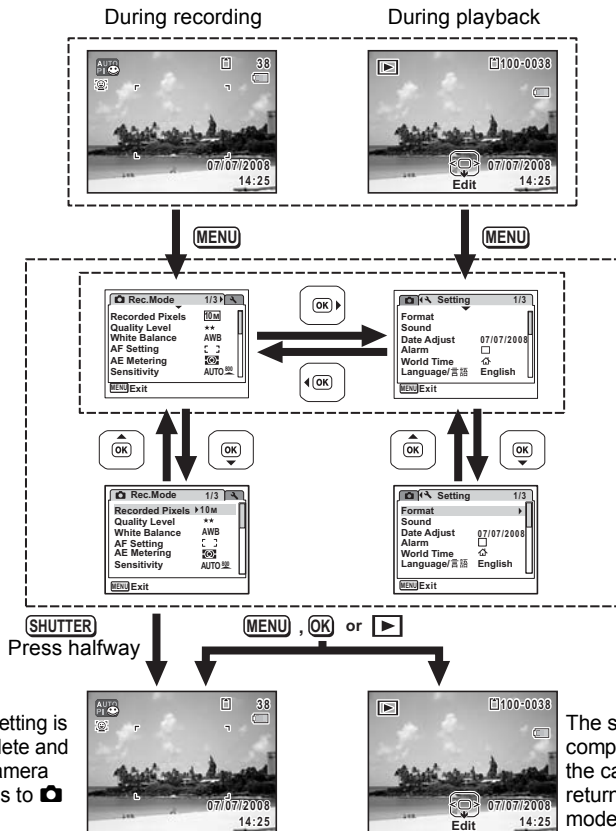 During recording
During playback
AUTO
PICT
38
07/07/2008
14:25
100-0038
07/07/2008
Edit 14:25
MENU
MENU
Rec.Mode 1/3
Recorded Pixels 10M
Quality Level ★★
White Balance AWB
AF Setting
AE Metering
Sensitivity AUTO 800
MENU Exit
OK
OK
Setting 1/3
Format
Sound
Date Adjust 07/07/2008
Alarm
World Time
Language/言語 English
MENU Exit
OK
OK
OK
OK
Rec.Mode 1/3
Recorded Pixels 10M
Quality Level ★★
White Balance AWB
AF Setting
AE Metering
Sensitivity AUTO 800
MENU Exit
Setting 1/3
Format
Sound
Date Adjust 07/07/2008
Alarm
World Time
Language/言語 English
MENU Exit
SHUTTER
Press halfway
MENU , OK or
etting is
lete and
amera
s to
AUTO
38
07/07/2008
14:25
100-0038
07/07/2008
Edit 14:25
The s
comp
the ca
return
mode